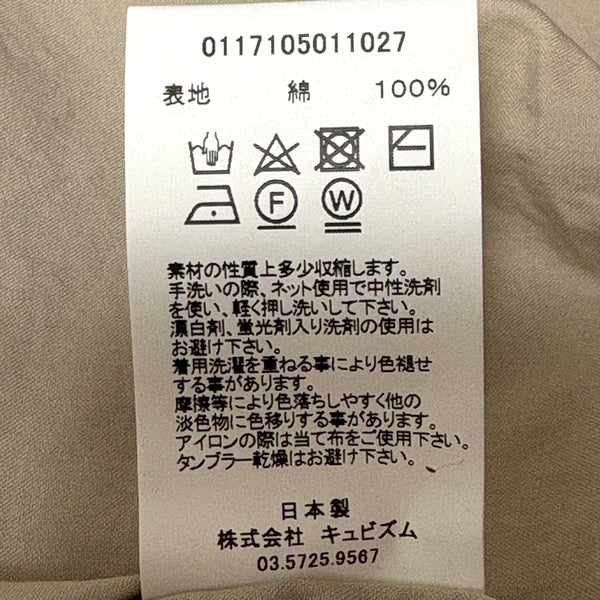 0117105011027
表地 綿 100%
F W
素材の性質上多少収縮します。
手洗いの際、ネット使用で中性洗剤
を使い、軽く押し洗いして下さい。
漂白剤、蛍光剤入り洗剤の使用は
お避け下さい。
着用洗濯を重ねる事により色褪せ
する事があります。
摩擦等により色落ちしやすく他の
淡色物に色移りする事があります。
アイロンの際は当て布をご使用下さい。
タンブラー乾燥はお避け下さい。
日本製
株式会社 キュビズム
03.5725.9567